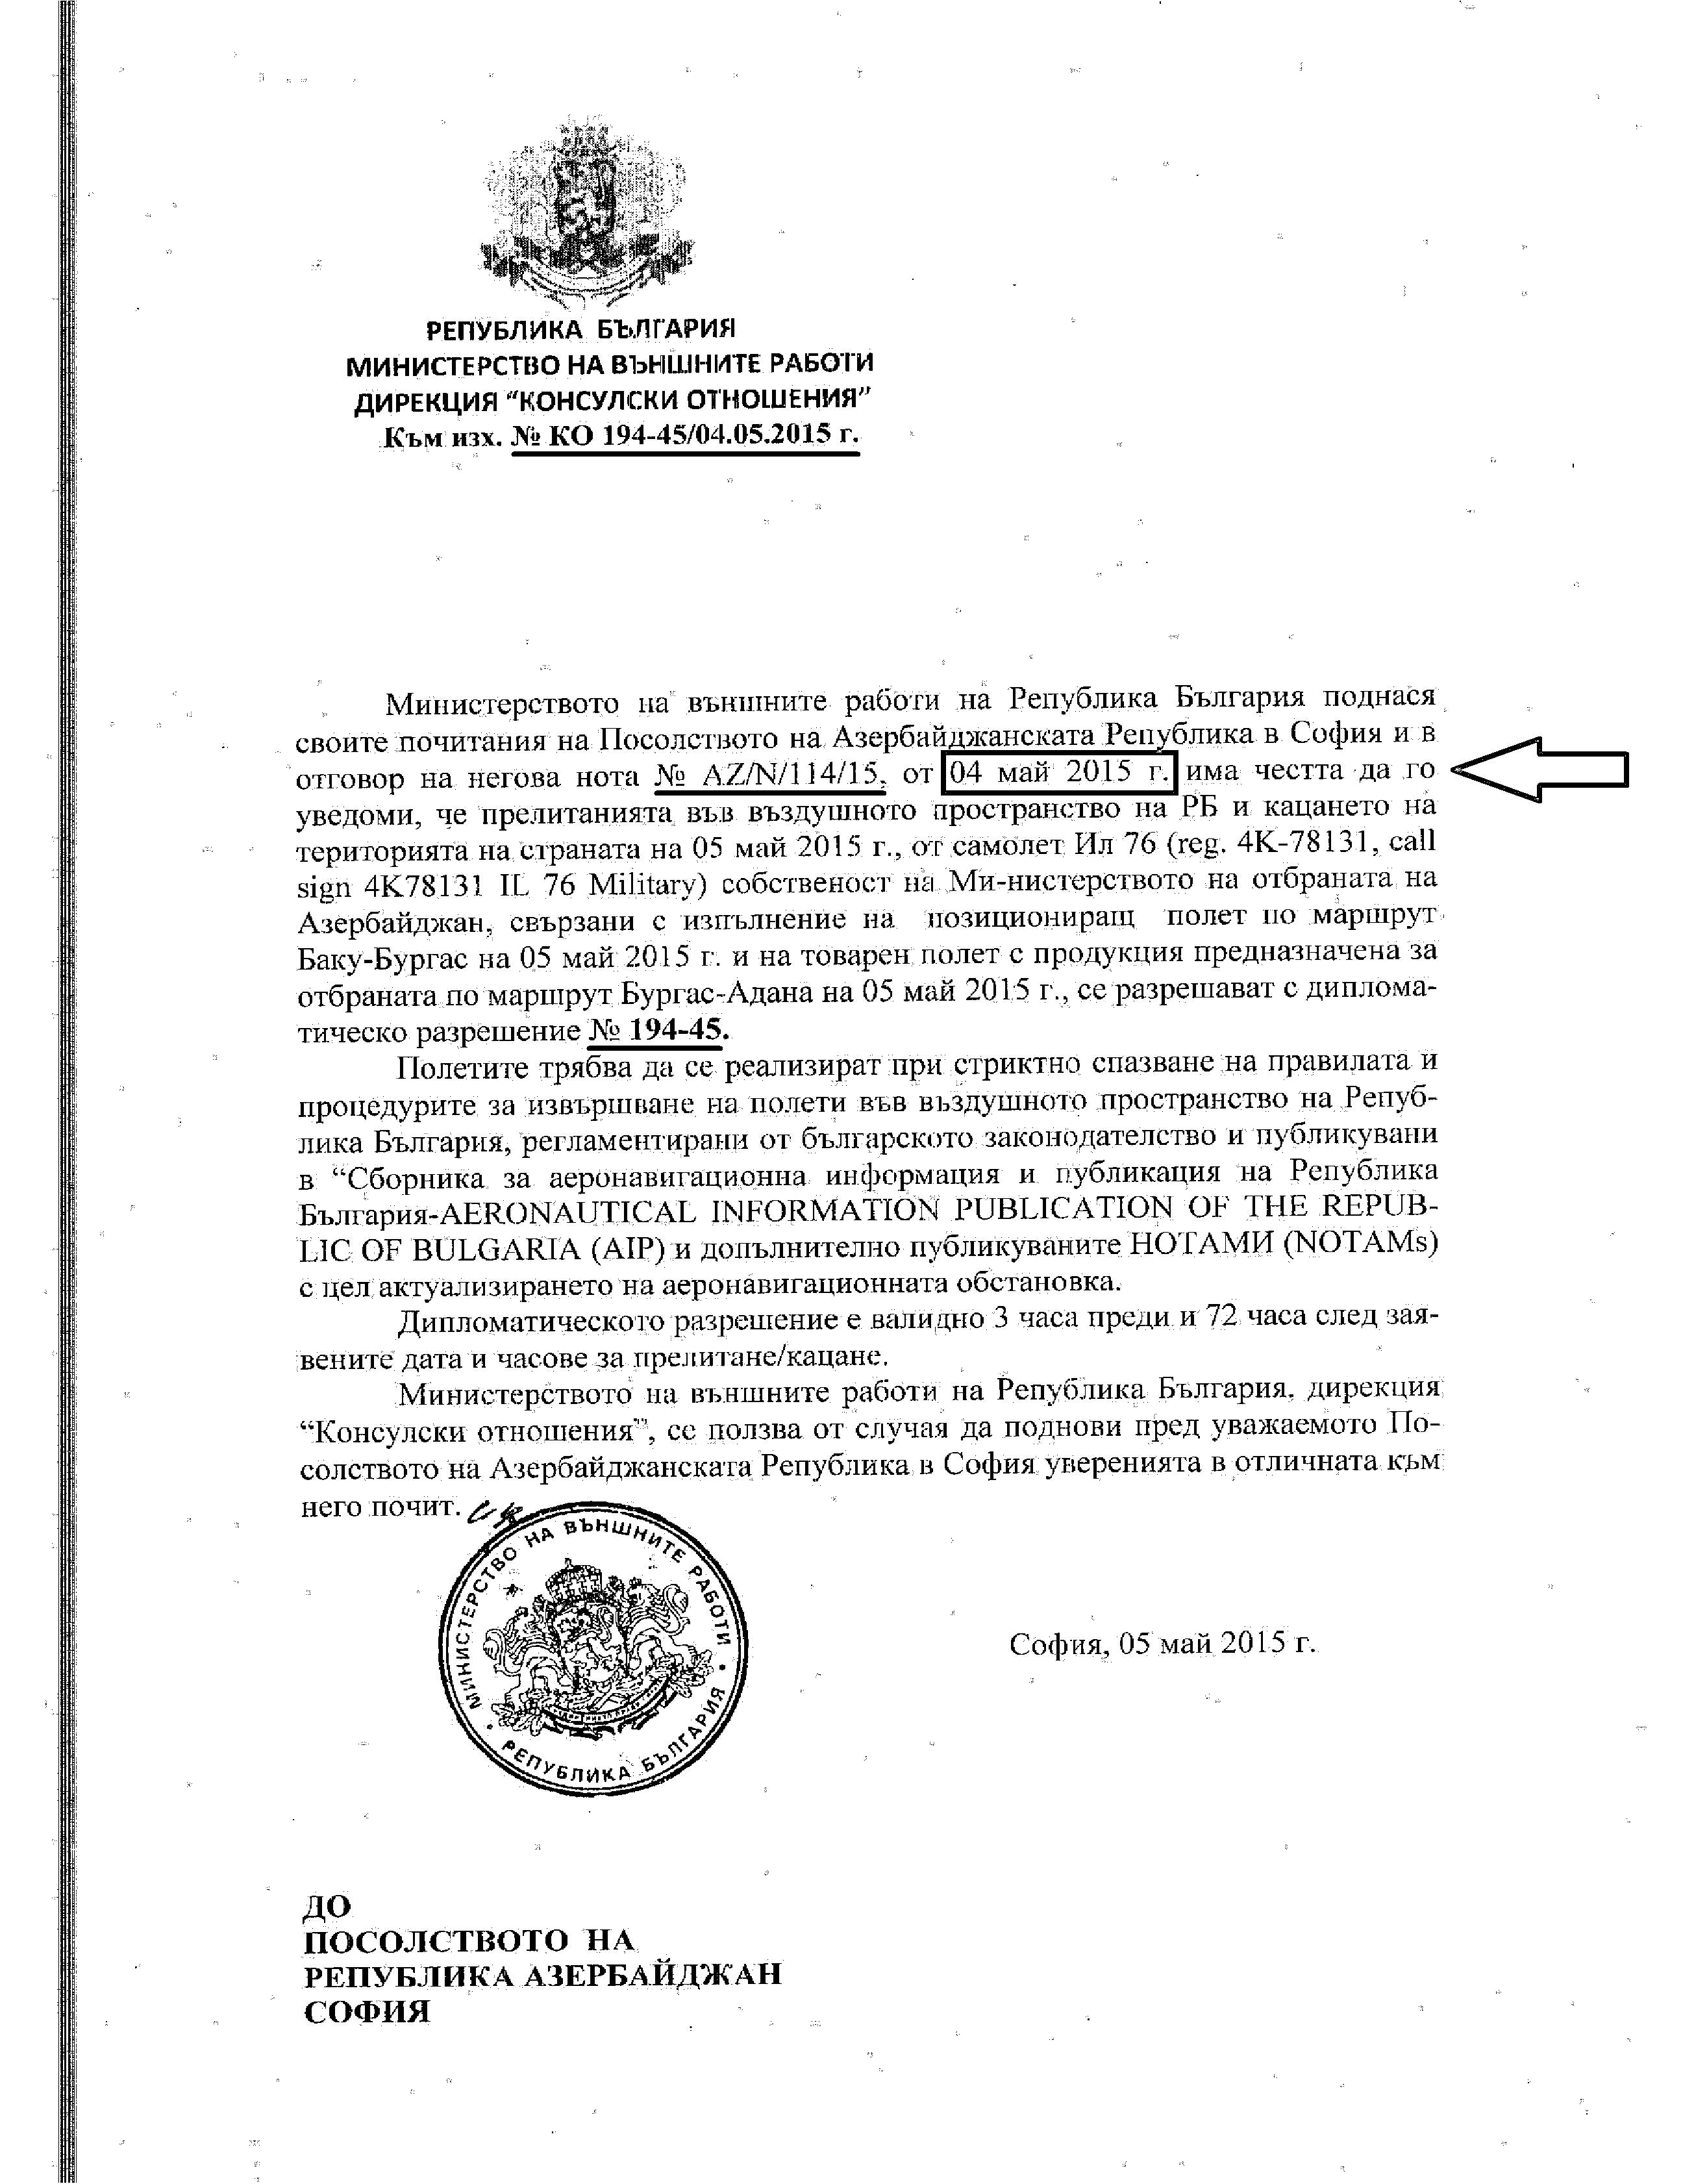 РЕПУБЛИКА БЪЛГАРИЯ
МИНИСТЕРСТВО НА ВЪНШНИТЕ РАБОТИ
ДИРЕКЦИЯ “КОНСУЛСКИ ОТНОШЕНИЯ”
Към изх. № КО 194-45/04.05.2015 г.
Министерството на външните работи на Република България поднася
своите почитания на Посолството на Азербайджанската Република в София и в
отговор на негова нота № AZ/N/114/15, от 04 май 2015 г. има честта да го
уведоми, че прелитанията във въздушното пространство на РБ и кацането на
територията на страната на 05 май 2015 г., от самолет Ил 76 (reg. 4K-78131, call
sign 4K78131 IL 76 Military) собственост на Ми-нистерството на отбраната на
Азербайджан, свързани с изпълнение на позициониращ полет по маршрут
Баку-Бургас на 05 май 2015 г. и на товарен полет с продукция предназначена за
отбраната по маршрут Бургас-Адана на 05 май 2015 г., се разрешават с диплома-
тическо разрешение № 194-45.
Полетите трябва да се реализират при стриктно спазване на правилата и
процедурите за извършване на полети във въздушното пространство на Репуб-
лика България, регламентирани от българското законодателство и публикувани
в “Сборника за аеронавигационна информация и публикация на Република
България-AERONAUTICAL INFORMATION PUBLICATION OF THE REPUB-
LIC OF BULGARIA (AIP) и допълнително публикуваните НОТАМИ (NOTAMs)
с цел актуализирането на аеронавигационната обстановка.
Дипломатическото разрешение е валидно 3 часа преди и 72 часа след зая-
вените дата и часове за прелитане/кацане.
Министерството на външните работи на Република България, дирекция
“Консулски отношения”, се ползва от случая да поднови пред уважаемото По-
солството на Азербайджанската Република в София уверенията в отличната към
него почит.
МИНИСТЕРСТВО НА ВЪНШНИТЕ РАБОТИ
РЕПУБЛИКА БЪЛГАРИЯ
София, 05 май 2015 г.
ДО
ПОСОЛСТВОТО НА
РЕПУБЛИКА АЗЕРБАЙДЖАН
СОФИЯ